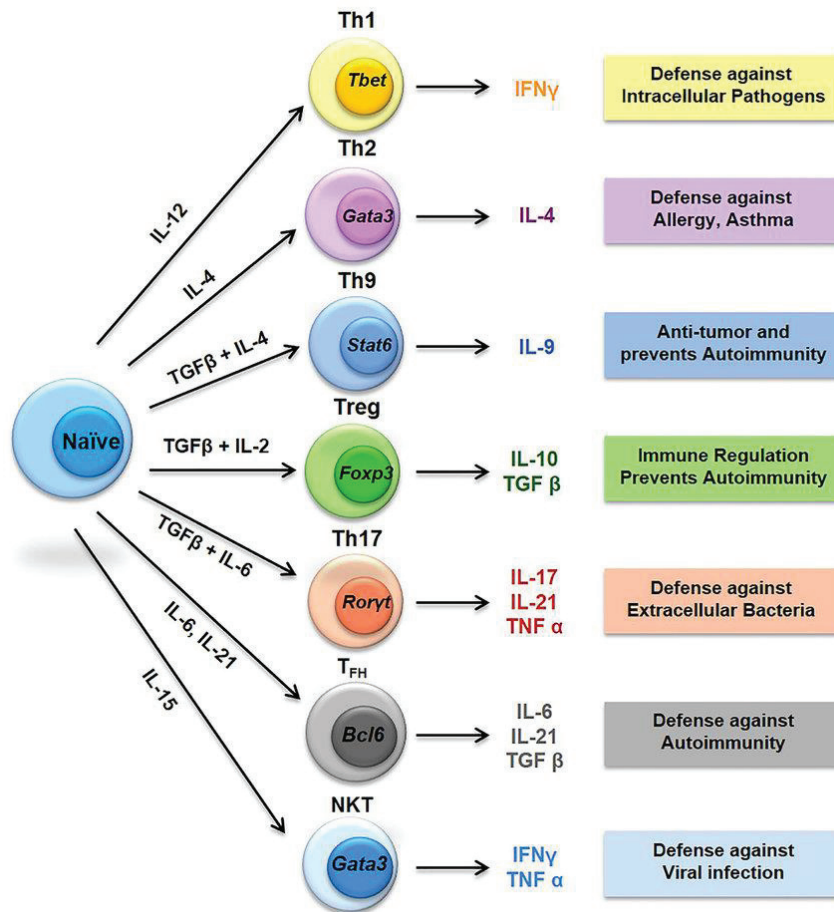 Th1
Tbet
IFNγ
Defense against
Intracellular Pathogens
IL-12
Th2
Gata3
IL-4
Defense against
Allergy, Asthma
IL-4
Th9
Stat6
IL-9
Anti-tumor and
prevents Autoimmunity
TGFβ + IL-4
Naïve
Treg
TGFβ + IL-2
Foxp3
IL-10
TGF β
Immune Regulation
Prevents Autoimmunity
TGFβ + IL-6
Th17
Rorγt
IL-17
IL-21
TNF α
Defense against
Extracellular Bacteria
IL-6, IL-21
TFH
Bcl6
IL-6
IL-21
TGF β
Defense against
Autoimmunity
IL-15
NKT
Gata3
IFNγ
TNF α
Defense against
Viral infection